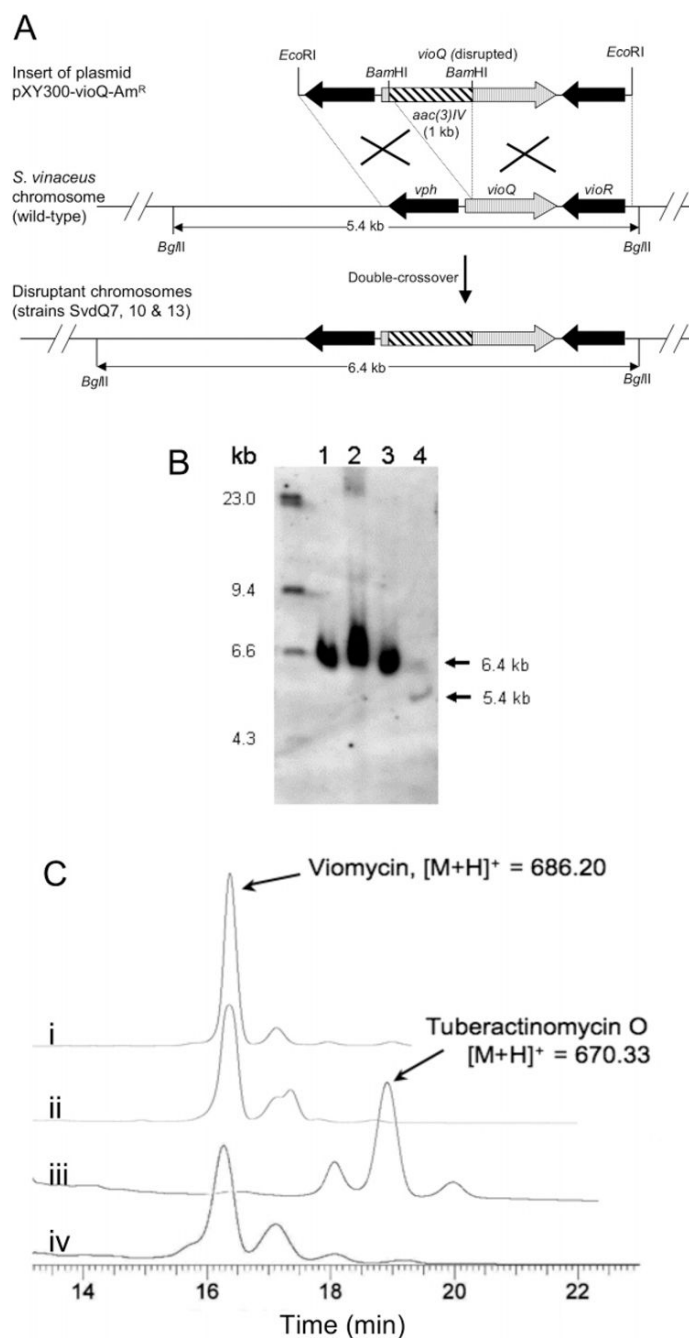 A
Insert of plasmid
pXY300-vioQ-Amᴿ
EcoRI
vioQ (disrupted)
EcoRI
BamHI
BamHI
aac(3)IV
(1 kb)
S. vinaceus
chromosome
(wild-type)
vph
vioQ
vioR
BglII
5.4 kb
BglII
Double-crossover
Disruptant chromosomes
(strains SvdQ7, 10 & 13)
BglII
6.4 kb
BglII
B
kb
1 2 3 4
23.0
9.4
6.6
6.4 kb
5.4 kb
4.3
C
Viomycin, [M+H]⁺ = 686.20
i
Tuberactinomycin O
[M+H]⁺ = 670.33
ii
iii
iv
14 16 18 20 22
Time (min)